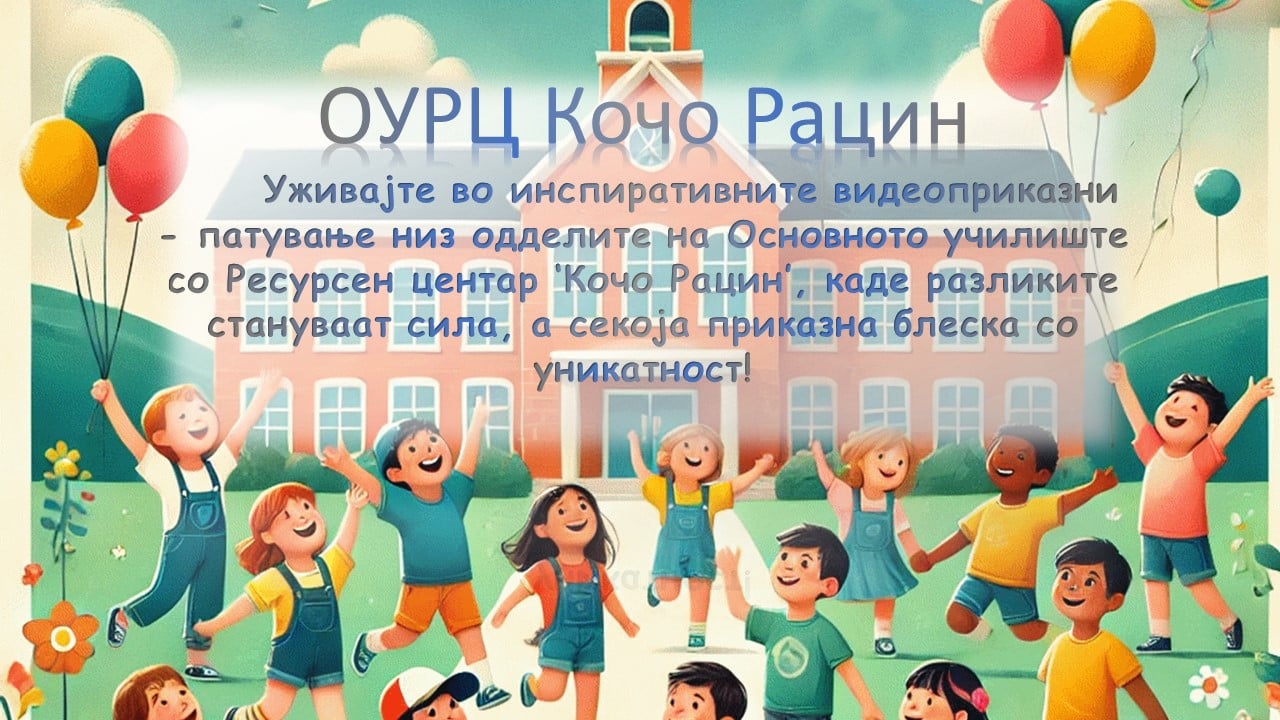 ОУРЦ Кочо Рацин
Уживајте во инспиративните видеоприказни
- патување низ одделите на Основното училиште
со Ресурсен центар 'Кочо Рацин', каде разликите
стануваат сила, а секоја приказна блеска со
уникатност!